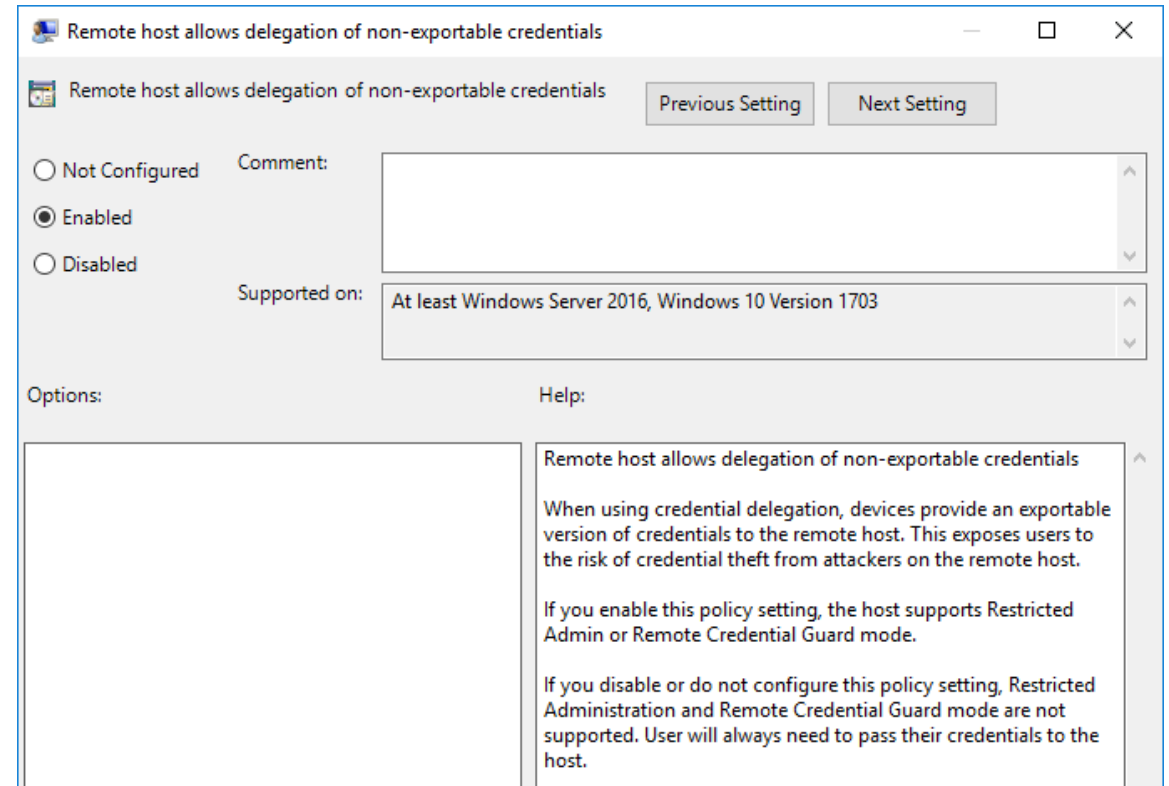 Remote host allows delegation of non-exportable credentials
Remote host allows delegation of non-exportable credentials
Previous Setting
Next Setting
Not Configured
Comment:
Enabled
Disabled
Supported on:
At least Windows Server 2016, Windows 10 Version 1703
Options:
Help:
Remote host allows delegation of non-exportable credentials
When using credential delegation, devices provide an exportable
version of credentials to the remote host. This exposes users to
the risk of credential theft from attackers on the remote host.
If you enable this policy setting, the host supports Restricted
Admin or Remote Credential Guard mode.
If you disable or do not configure this policy setting, Restricted
Administration and Remote Credential Guard mode are not
supported. User will always need to pass their credentials to the
host.